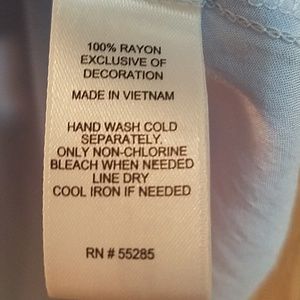 100% RAYON
EXCLUSIVE OF
DECORATION
MADE IN VIETNAM
HAND WASH COLD
SEPARATELY.
ONLY NON-CHLORINE
BLEACH WHEN NEEDED
LINE DRY
COOL IRON IF NEEDED
RN # 55285